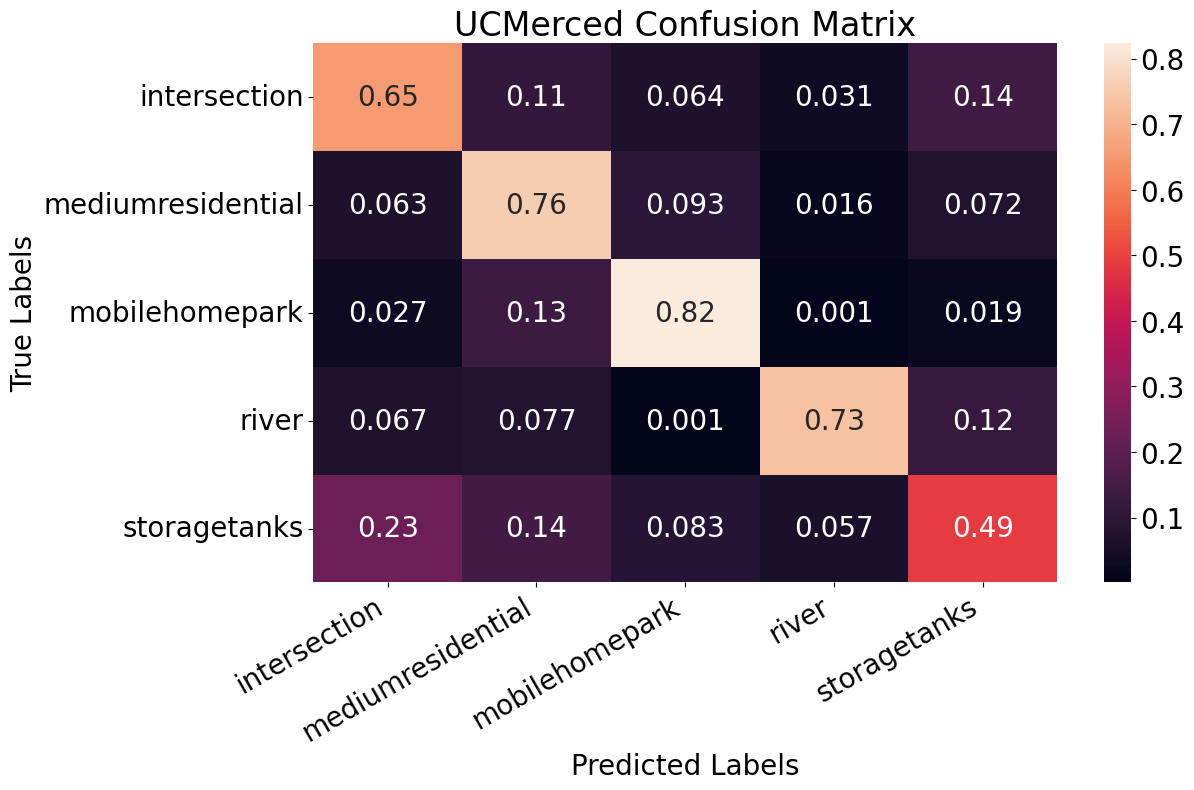 UCMerced Confusion Matrix
True Labels
intersection 0.65 0.11 0.064 0.031 0.14
mediumresidential 0.063 0.76 0.093 0.016 0.072
mobilehomepark 0.027 0.13 0.82 0.001 0.019
river 0.067 0.077 0.001 0.73 0.12
storagetanks 0.23 0.14 0.083 0.057 0.49
intersection mediumresidential mobilehomepark river storagetanks
Predicted Labels
0.8
0.7
0.6
0.5
0.4
0.3
0.2
0.1